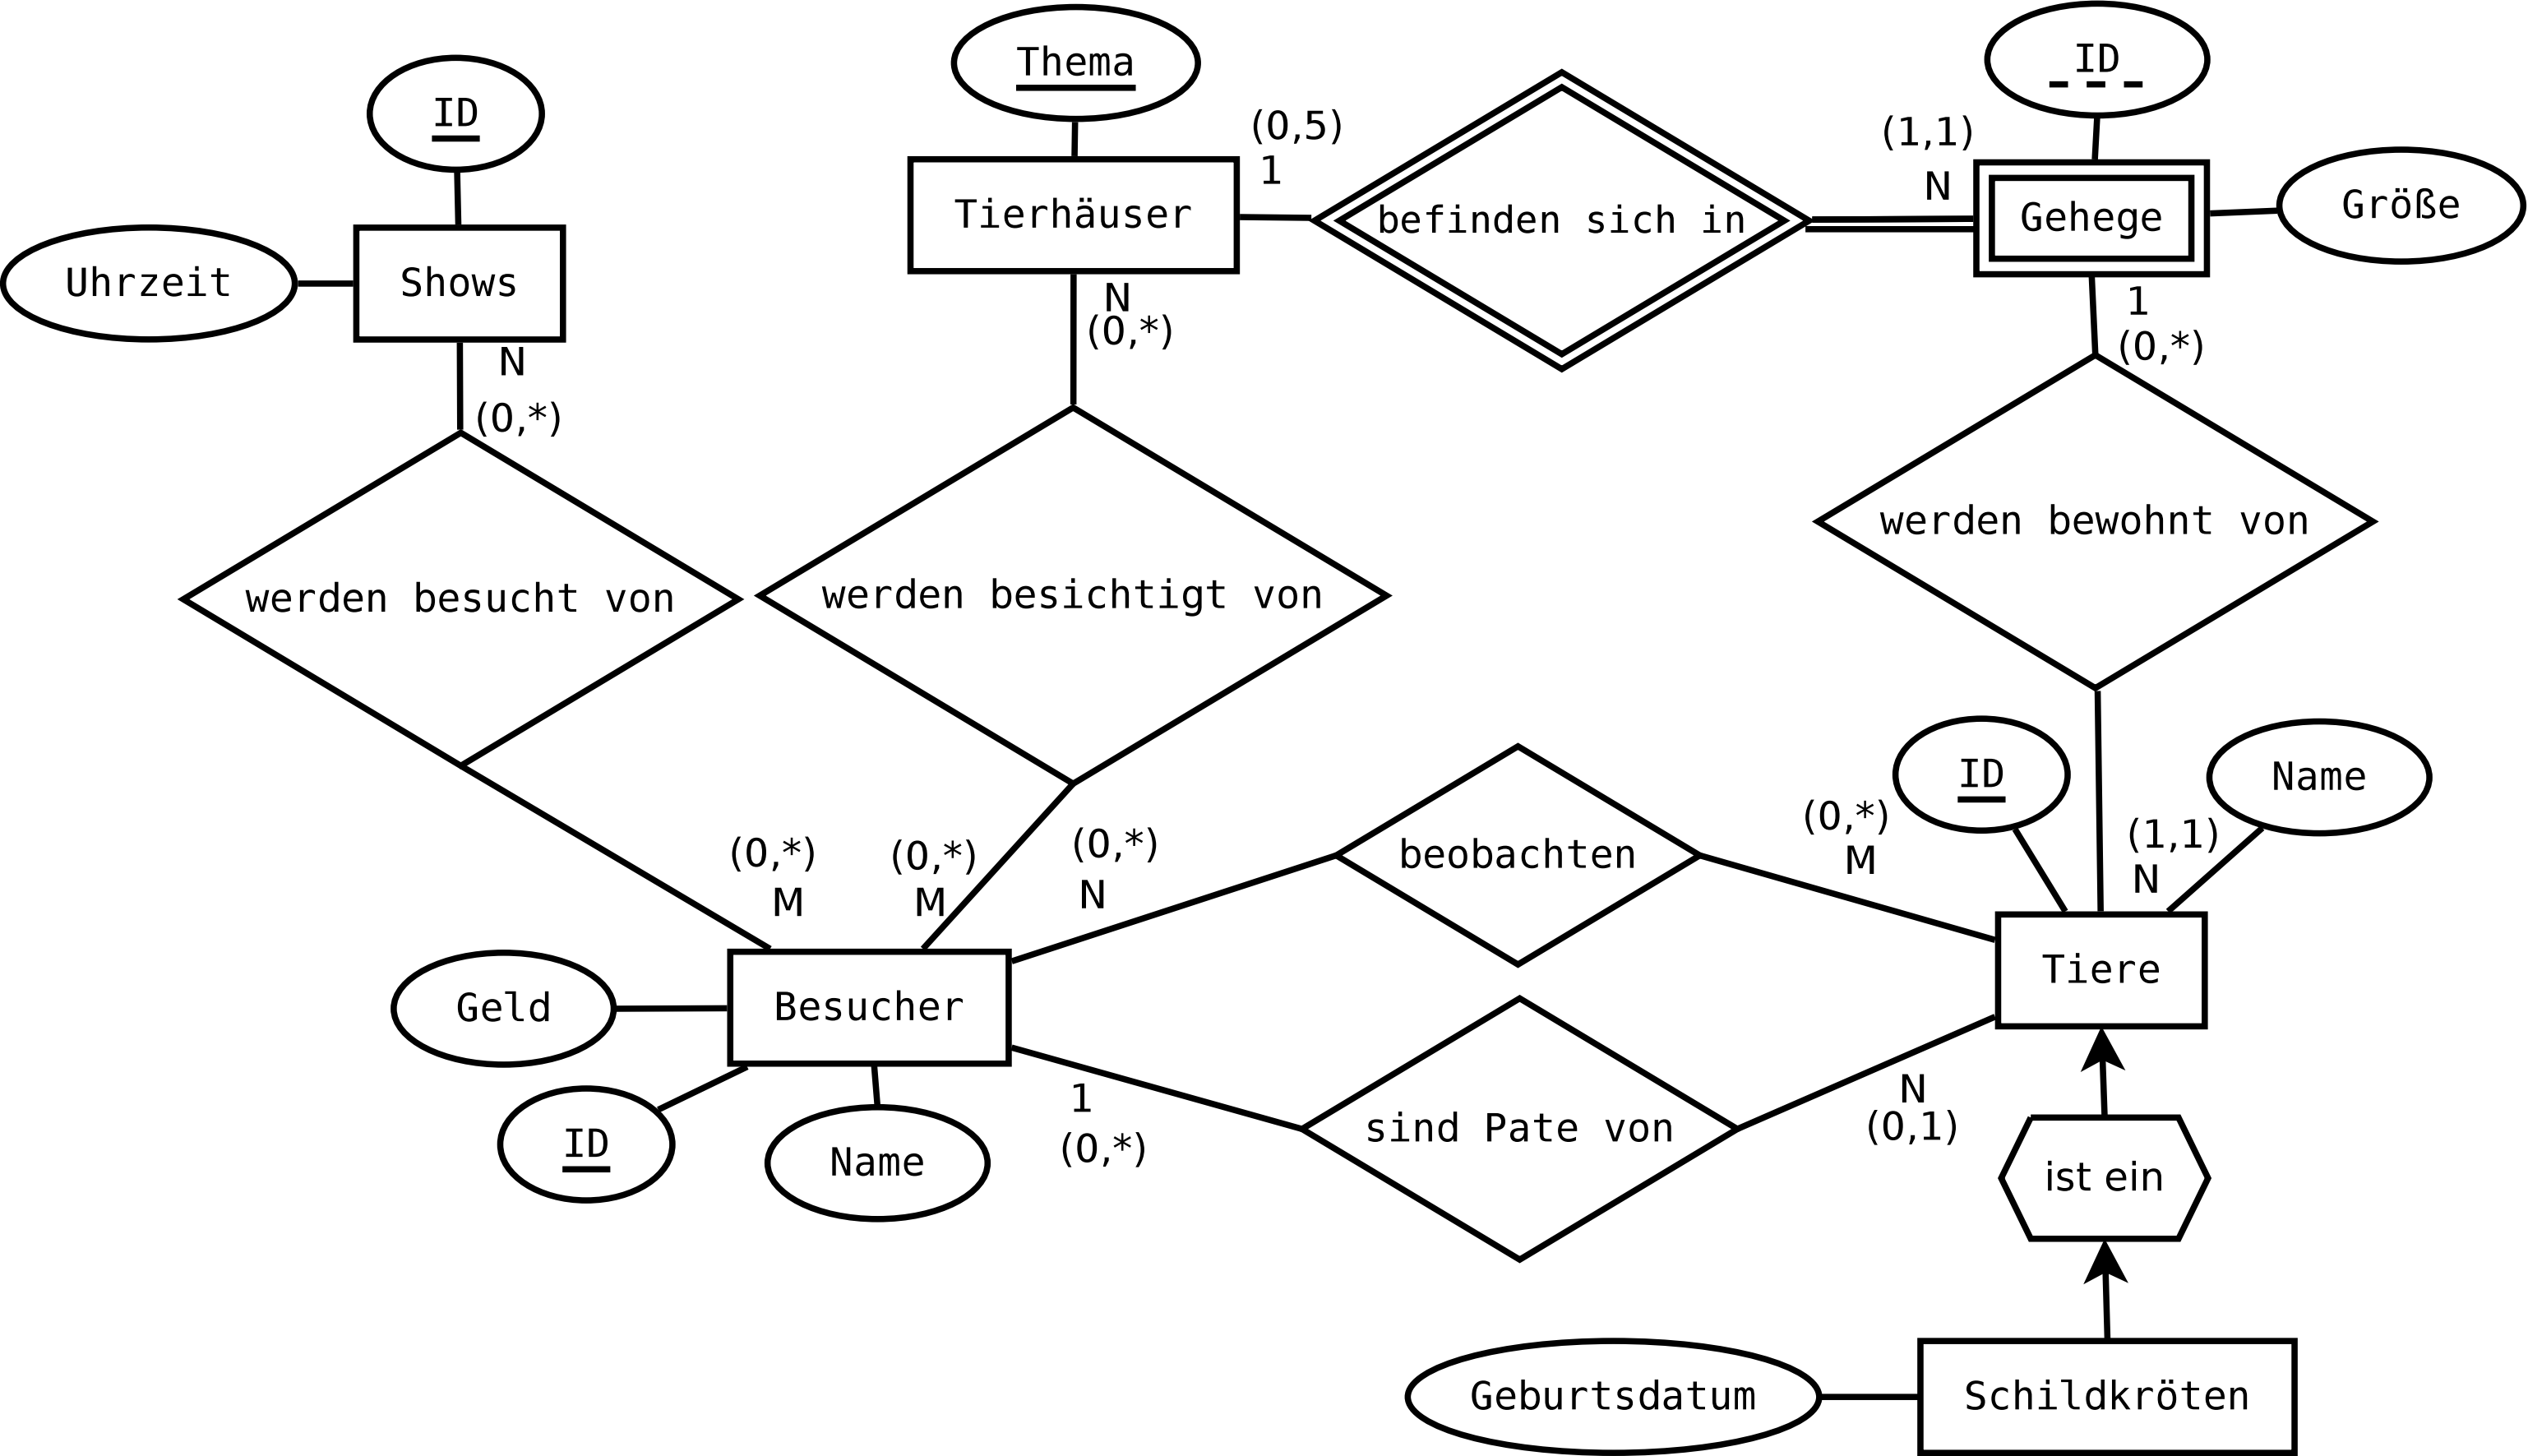 Thema
ID
ID
(0,5)
(1,1)
1
N
Tierhäuser
befinden sich in
Gehege
Größe
Uhrzeit
Shows
N
(0,*)
1
(0,*)
N
(0,*)
werden bewohnt von
werden besucht von
werden besichtigt von
ID
Name
(0,*)
(0,*)
(0,*)
(0,*)
(1,1)
beobachten
M
N
M
M
N
Tiere
Geld
Besucher
1
(0,*)
N
(0,1)
sind Pate von
ID
Name
ist ein
Geburtsdatum
Schildkröten